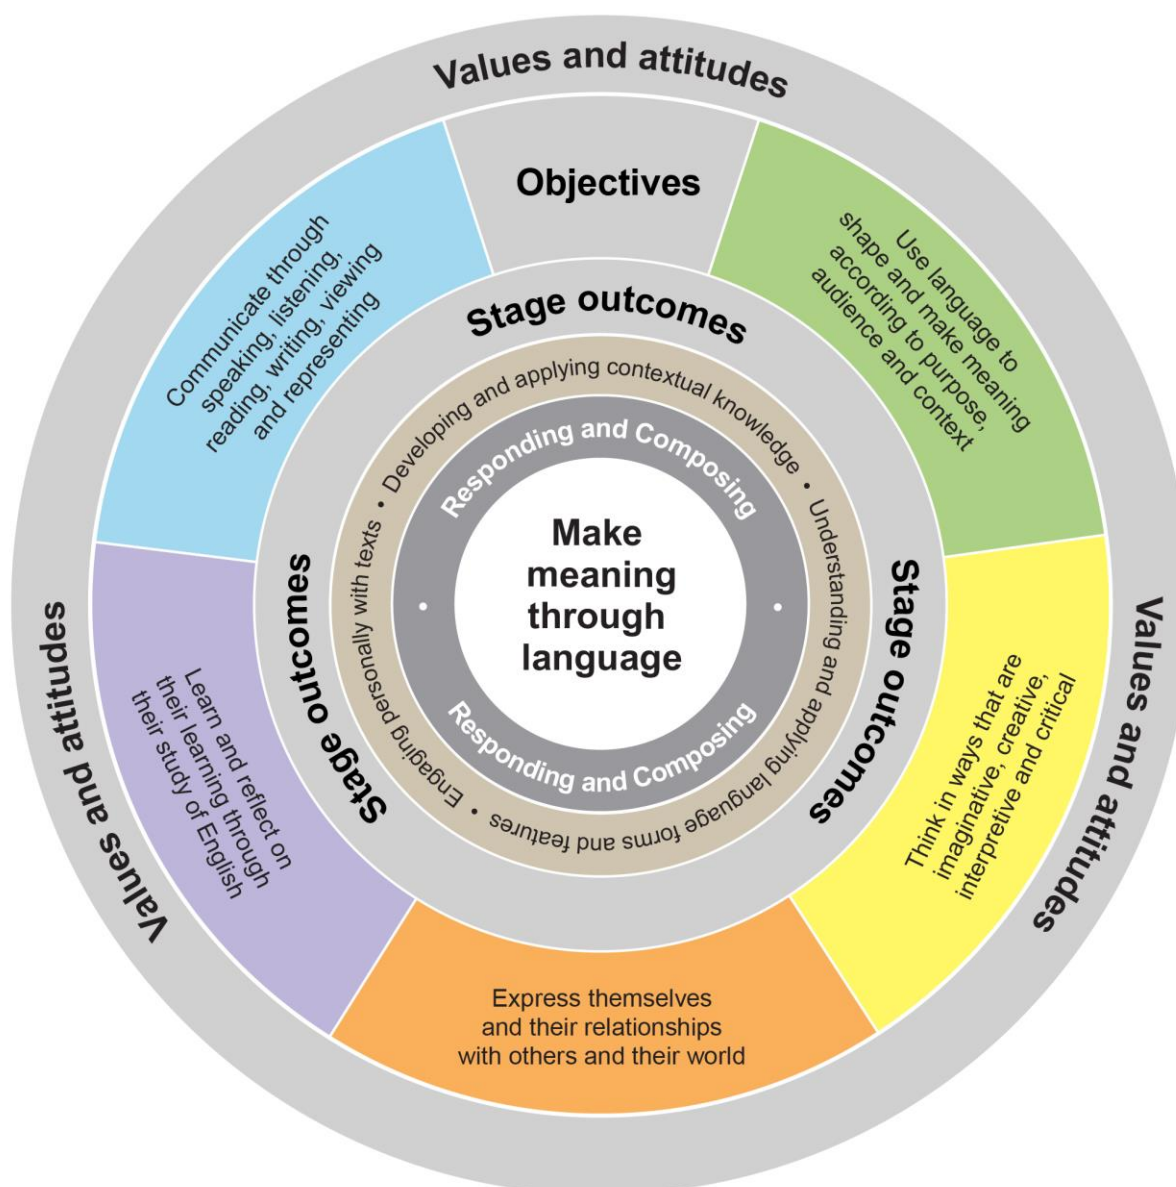 Values and attitudes
Objectives
Communicate through
speaking, listening,
reading, writing, viewing
and representing
Use language to
shape and make meaning
according to purpose,
audience and context
Stage outcomes
Engaging personally with texts • Developing and applying contextual knowledge • Understanding and applying language forms and features •
Responding and Composing
Make
meaning
through
language
• •
Responding and Composing
Stage outcomes
Stage outcomes
Values and attitudes
Learn and reflect on
their learning through
their study of English
Think in ways that are
imaginative, creative,
interpretive and critical
Values and attitudes
Express themselves
and their relationships
with others and their world